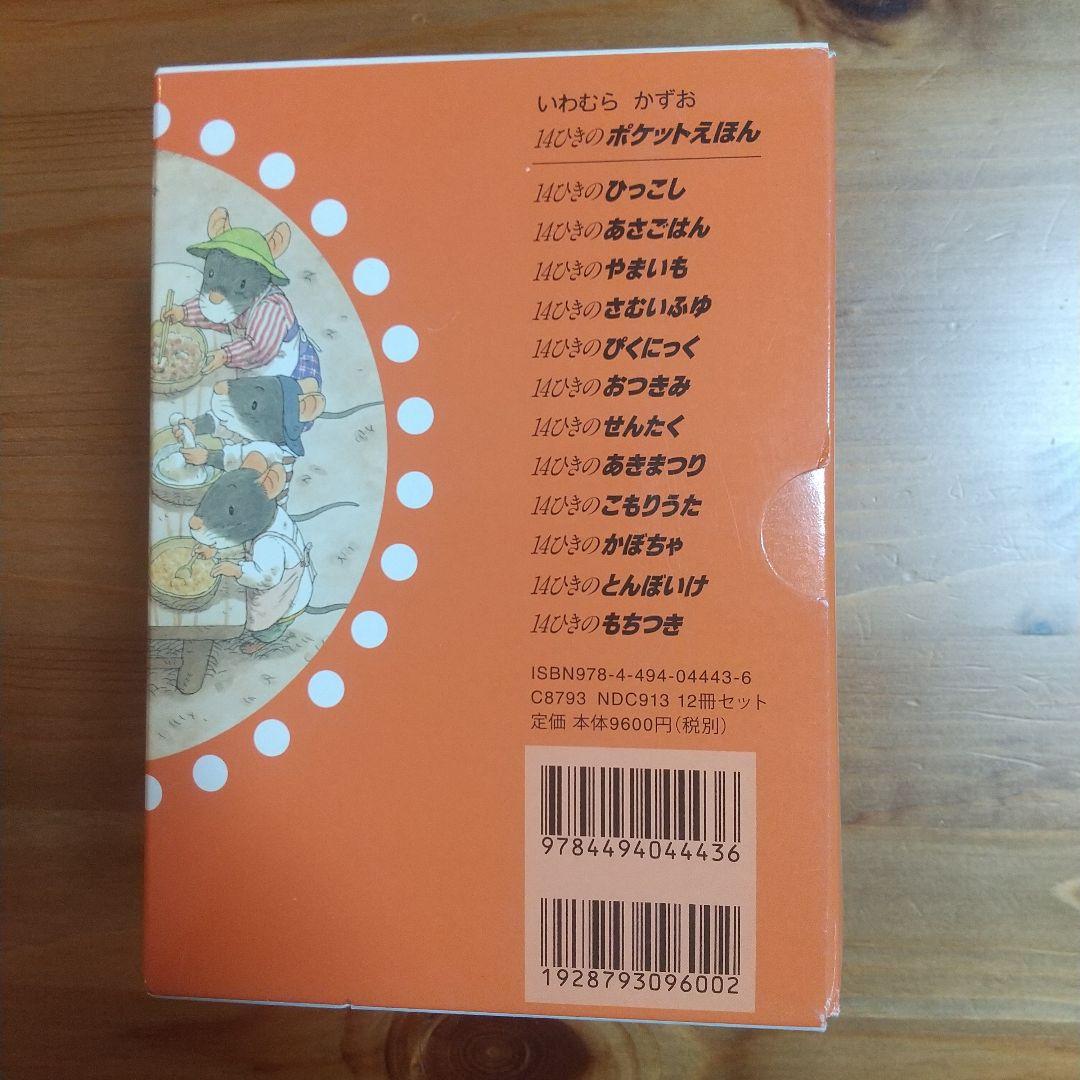 いわむら かずお
14ひきのポケットえほん
14ひきのひっこし
14ひきのあさごはん
14ひきのやまいも
14ひきのさむいふゆ
14ひきのぴくにっく
14ひきのおつきみ
14ひきのせんたく
14ひきのあきまつり
14ひきのこもりうた
14ひきのかぼちゃ
14ひきのとんぼいけ
14ひきのもちつき
ISBN978-4-494-04443-6
C8793 NDC913 12冊セット
定価 本体9600円(税別)
9784494044436
1928793096002